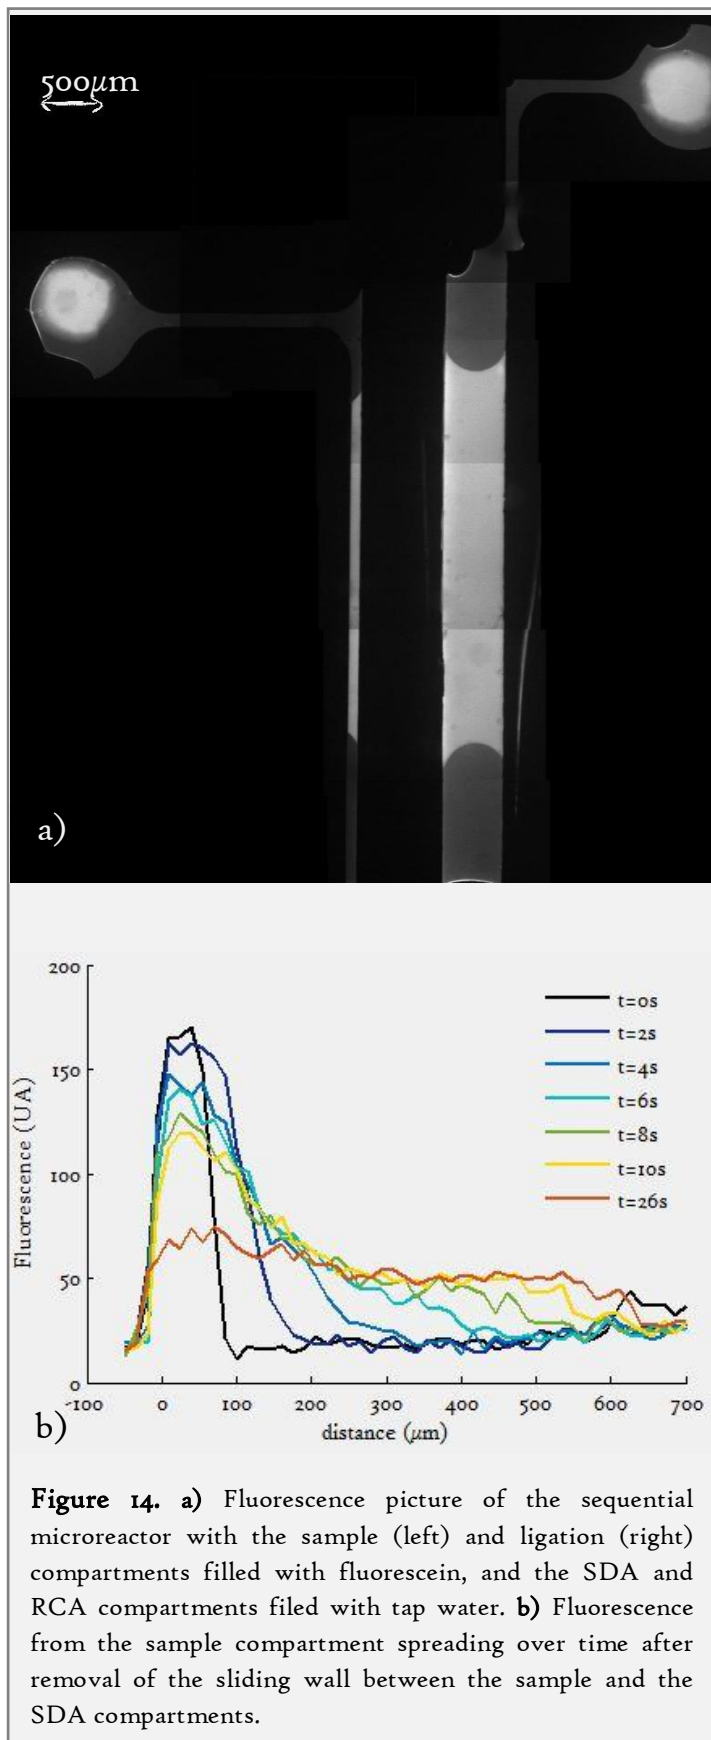 500μm
a)
200
150
100
50
0
Fluorescence (UA)
-100 0 100 200 300 400 500 600 700
distance (μm)
t=0s
t=2s
t=4s
t=6s
t=8s
t=10s
t=26s
b)
Figure 14. a) Fluorescence picture of the sequential
microreactor with the sample (left) and ligation (right)
compartments filled with fluorescein, and the SDA and
RCA compartments filed with tap water. b) Fluorescence
from the sample compartment spreading over time after
removal of the sliding wall between the sample and the
SDA compartments.